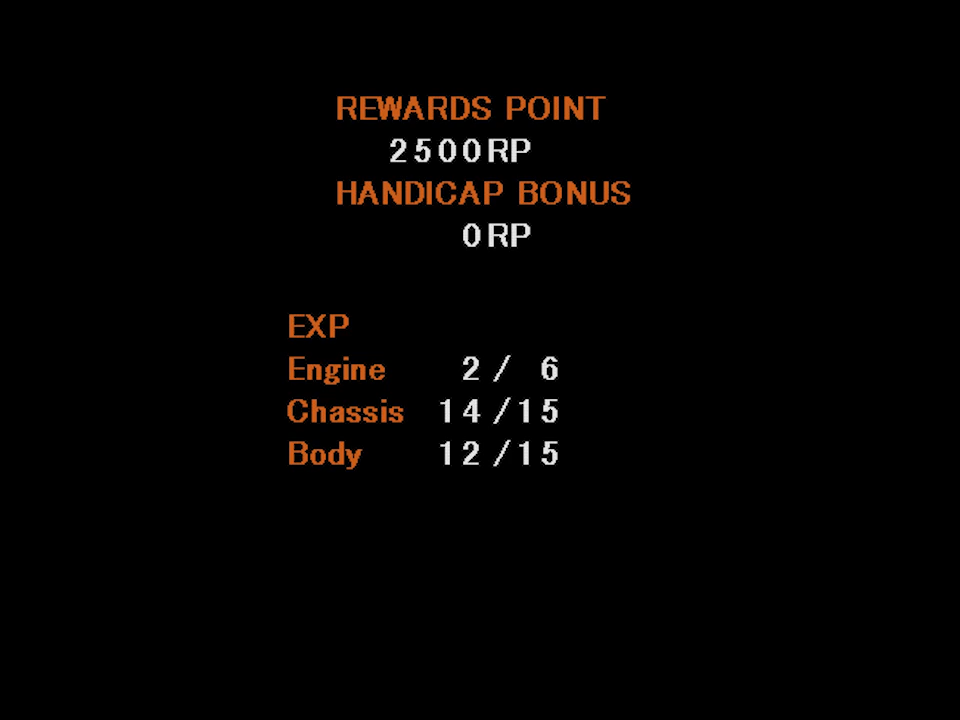 REWARDS POINT
2500RP
HANDICAP BONUS
0RP
EXP
Engine 2/ 6
Chassis 14/15
Body 12/15